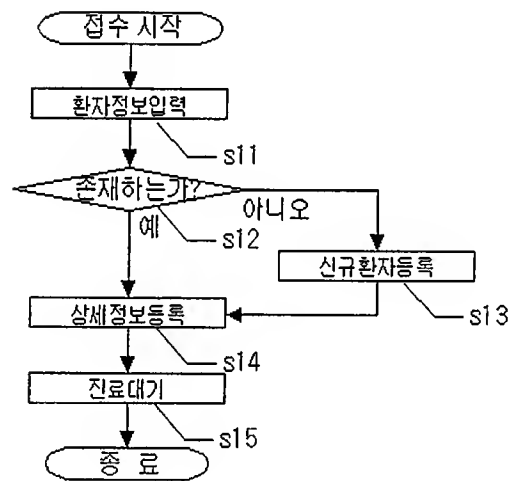 접수 시작
환자정보입력
s11
존재하는가?
아니오
예
s12
신규환자등록
s13
상세정보등록
s14
진료대기
s15
종 료